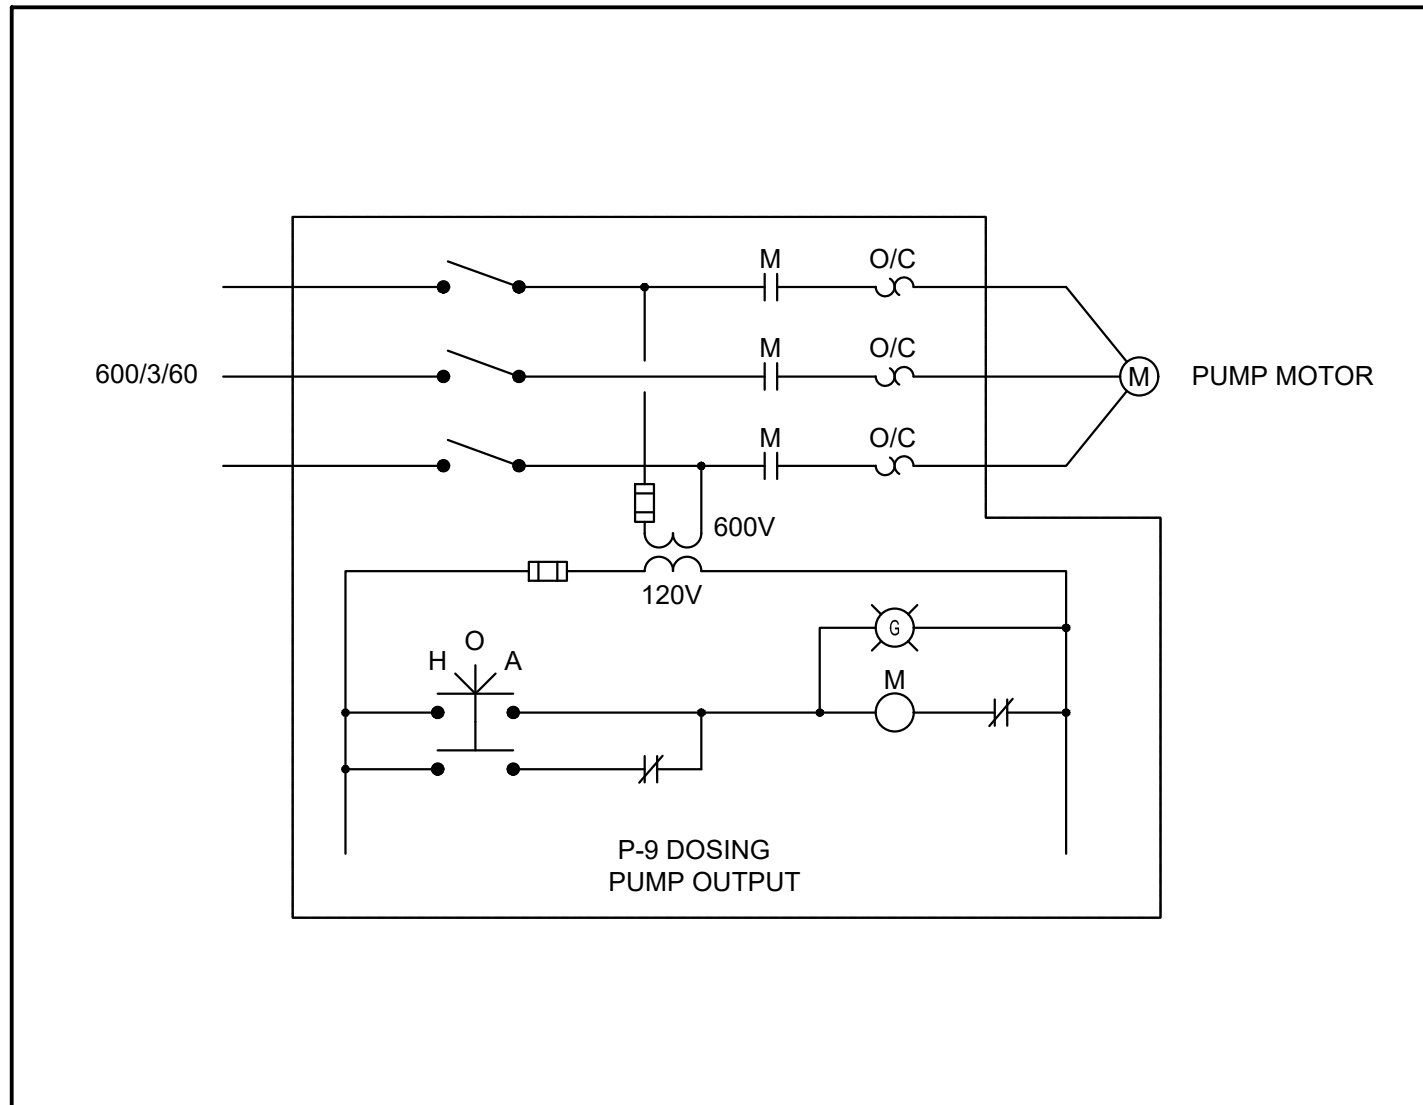 M
O/C
M
O/C
600/3/60
M
PUMP MOTOR
M
O/C
600V
120V
G
O
H
A
M
P-9 DOSING
PUMP OUTPUT